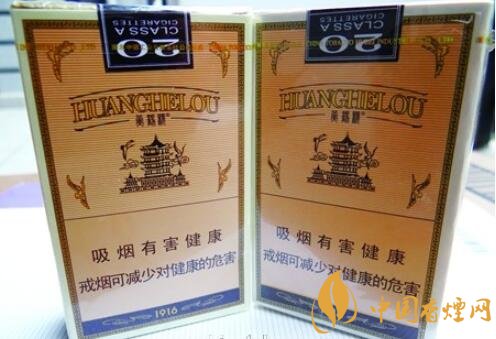 20
CLASS A
CIGARETTES
HUANGHELOU
黄鹤楼
吸烟有害健康
戒烟可减少对健康的危害
1916
20
CLASS A
CIGARETTES
HUANGHELOU
黄鹤楼
吸烟有害健康
戒烟可减少对健康的危害
中国香烟网